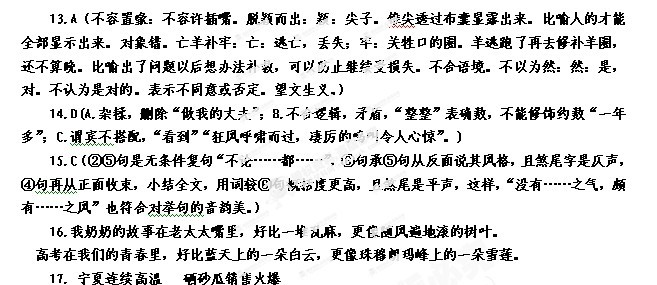 13.A（不容置喙：不容许插嘴。脱颖而出：颖：尖子。锥尖透过布囊显露出来。比喻人的才能
全部显示出来。对象错。亡羊补牢：亡：逃亡，丢失；牢：关牲口的圈。羊逃跑了再去修补羊圈，
还不算晚。比喻出了问题以后想办法补救，可以防止继续受损失。不合语境。不以为然：然：是，
对。不认为是对的。表示不同意或否定。望文生义。）
14.D(A.杂糅，删除“做我的丈夫”；B.不合逻辑，矛盾，“整整”表确数，不能修饰约数“一年
多”；C.谓宾不搭配，“看到”“狂风呼啸而过，凄厉的鸣叫令人心惊”。）
15.C（②⑤句是无条件复句“不论……都……”，③句承⑤句从反面说其风格，且煞尾字是仄声，
④句再从正面收束，小结全文，用词较③句概括度更高，且煞尾是平声，这样，“没有……之气，颇
有……之风”也符合对举句的音韵美。）
16.我奶奶的故事在老太太嘴里，好比一堆乱麻，更像随风遍地滚的树叶。
高考在我们的青春里，好比蓝天上的一朵白云，更像珠穆朗玛峰上的一朵雪莲。
17. 宁夏连续高温 硒砂瓜销售火爆